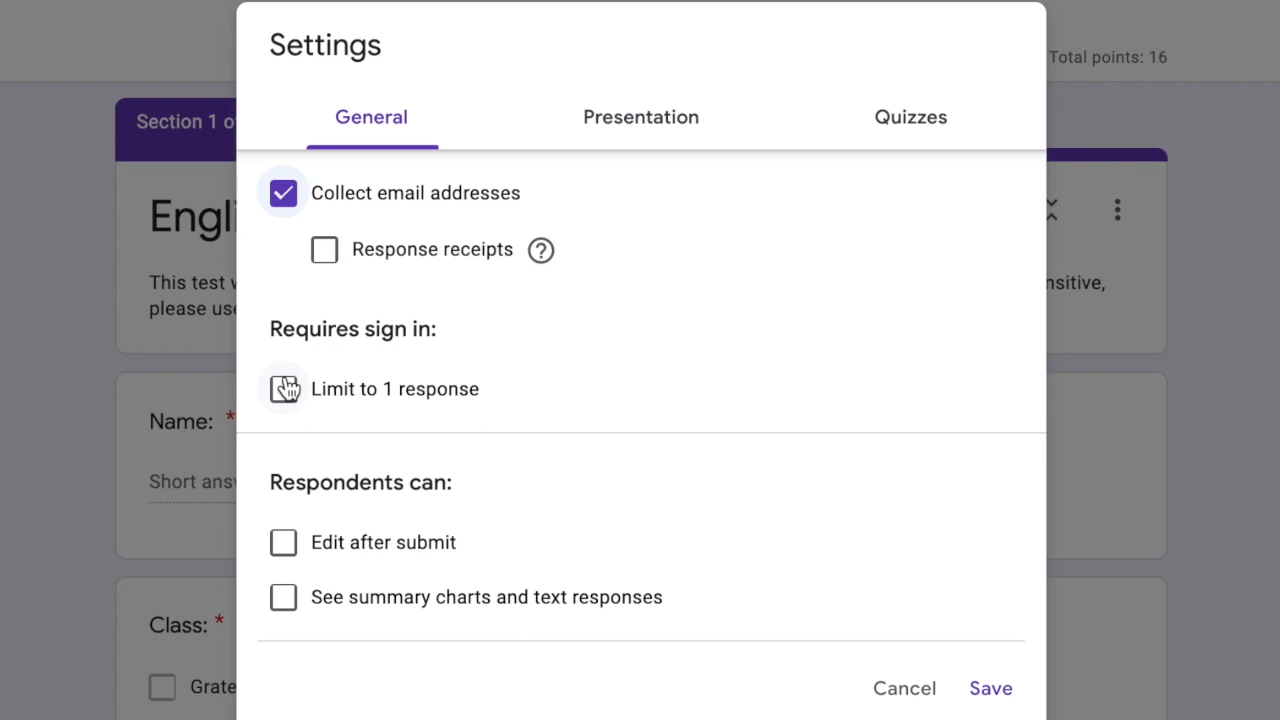 Settings
Total points: 16
General Presentation Quizzes
Section 1 o
Collect email addresses
Engli
Response receipts ?
This test
nsitive,
please use
Requires sign in:
Limit to 1 response
Name: *
Short ans
Respondents can:
Edit after submit
See summary charts and text responses
Class: *
Grate
Cancel Save